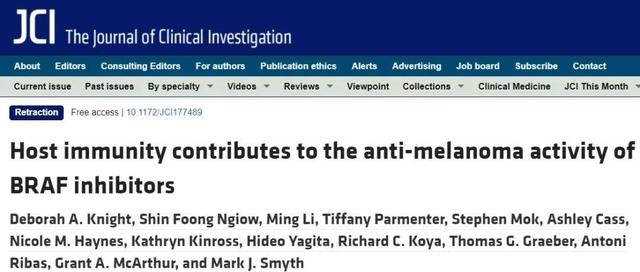 JCI The Journal of Clinical Investigation
About Editors Consulting Editors For authors Publication ethics Alerts Advertising Job board Subscribe Contact
Current issue Past issues By specialty Videos Reviews Viewpoint Collections Clinical Medicine JCI This Month
Retraction Free access | 10.1172/JCI177489
Host immunity contributes to the anti-melanoma activity of
BRAF inhibitors
Deborah A. Knight, Shin Foong Ngiow, Ming Li, Tiffany Parmenter, Stephen Mok, Ashley Cass,
Nicole M. Haynes, Kathryn Kinross, Hideo Yagita, Richard C. Koya, Thomas G. Graeber, Antoni
Ribas, Grant A. McArthur, and Mark J. Smyth